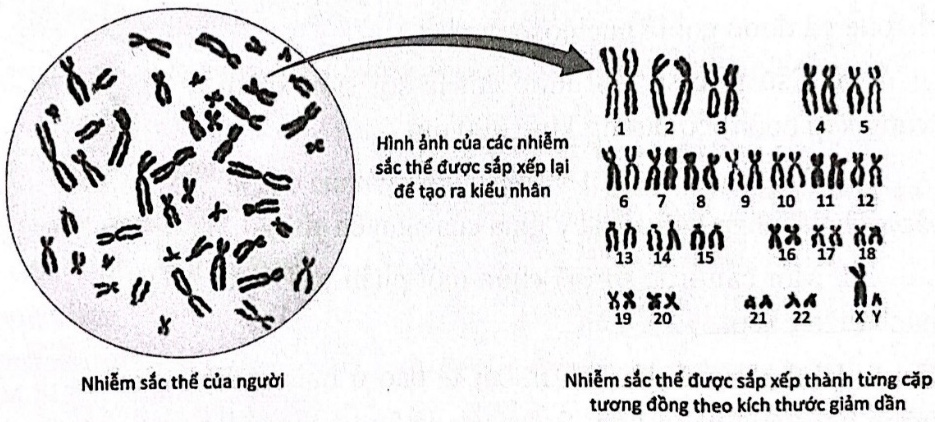 Hình ảnh của các nhiễm
sắc thể được sắp xếp lại
để tạo ra kiểu nhân
1 2 3 4 5
6 7 8 9 10 11 12
13 14 15 16 17 18
19 20 21 22 X Y
Nhiễm sắc thể của người
Nhiễm sắc thể được sắp xếp thành từng cặp
tương đồng theo kích thước giảm dần